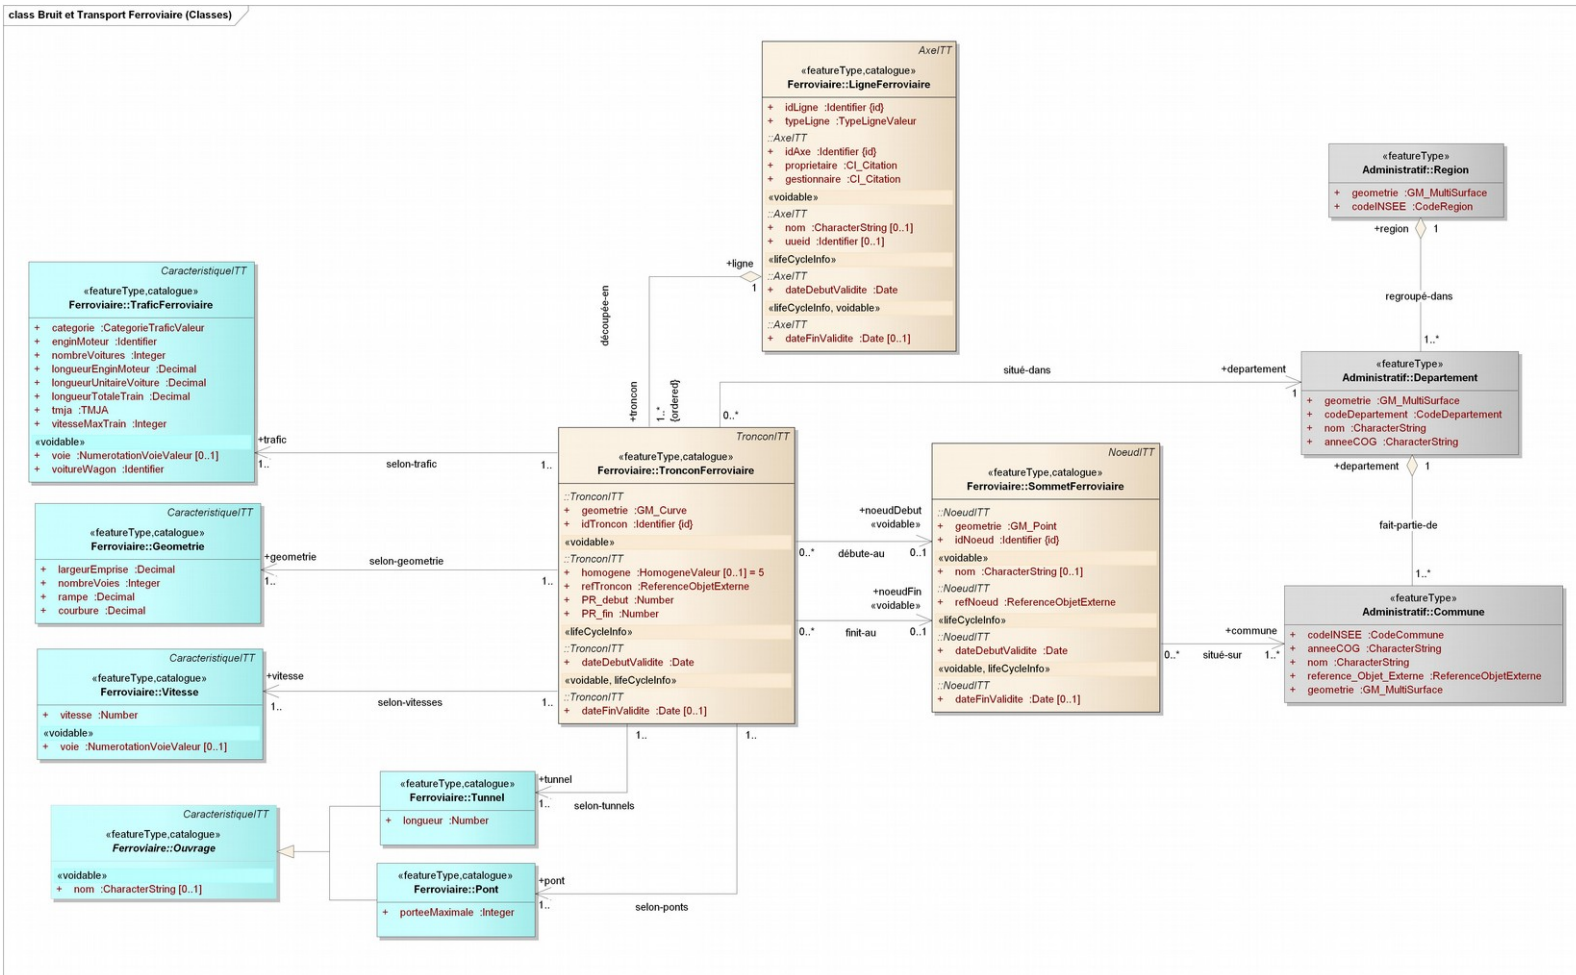 class Bruit et Transport Ferroviaire (Classes)
AxeITT
«featureType,catalogue»
Ferroviaire::LigneFerroviaire
+ idLigne :Identifier {id}
+ typeLigne :TypeLigneValeur
::AxeITT
+ idAxe :Identifier {id}
+ proprietaire :CI_Citation
+ gestionnaire :CI_Citation
«voidable»
::AxeITT
+ nom :CharacterString [0..1]
+ uueid :Identifier [0..1]
«lifeCycleInfo»
::AxeITT
+ dateDebutValidite :Date
«lifeCycleInfo, voidable»
::AxeITT
+ dateFinValidite :Date [0..1]
«featureType»
Administratif::Region
+ geometrie :GM_MultiSurface
+ codeINSEE :CodeRegion
+region 1
regroupé-dans
1..*
«featureType»
Administratif::Departement
+ geometrie :GM_MultiSurface
+ codeDepartement :CodeDepartement
+ nom :CharacterString
+ anneeCOG :CharacterString
+departement 1
fait-partie-de
1..*
«featureType»
Administratif::Commune
+ codeINSEE :CodeCommune
+ anneeCOG :CharacterString
+ nom :CharacterString
+ reference_Objet_Externe :ReferenceObjetExterne
+ geometrie :GM_MultiSurface
+ligne
1
découpée-en
+troncon
1..*
{ordered}
situé-dans
+departement
1
0..*
CaracteristiqueITT
«featureType,catalogue»
Ferroviaire::TraficFerroviaire
+ categorie :CategorieTraficValeur
+ enginMoteur :Identifier
+ nombreVoitures :Integer
+ longueurEnginMoteur :Decimal
+ longueurUnitaireVoiture :Decimal
+ longueurTotaleTrain :Decimal
+ tmja :TMJA
+ vitesseMaxTrain :Integer
«voidable»
+ voie :NumerotationVoieValeur [0..1]
+ voitureWagon :Identifier
+trafic
1..
selon-trafic
1..
TronconITT
«featureType,catalogue»
Ferroviaire::TronconFerroviaire
::TronconITT
+ geometrie :GM_Curve
+ idTroncon :Identifier {id}
«voidable»
::TronconITT
+ homogene :HomogeneValeur [0..1] = 5
+ refTroncon :ReferenceObjetExterne
+ PR_debut :Number
+ PR_fin :Number
«lifeCycleInfo»
::TronconITT
+ dateDebutValidite :Date
«voidable, lifeCycleInfo»
::TronconITT
+ dateFinValidite :Date [0..1]
+noeudDebut
«voidable»
0..*
débute-au
0..1
+noeudFin
«voidable»
0..*
finit-au
0..1
NoeudITT
«featureType,catalogue»
Ferroviaire::SommetFerroviaire
::NoeudITT
+ geometrie :GM_Point
+ idNoeud :Identifier {id}
«voidable»
+ nom :CharacterString [0..1]
::NoeudITT
+ refNoeud :ReferenceObjetExterne
«lifeCycleInfo»
::NoeudITT
+ dateDebutValidite :Date
«voidable, lifeCycleInfo»
::NoeudITT
+ dateFinValidite :Date [0..1]
+commune
0..*
situé-sur
1..*
CaracteristiqueITT
«featureType,catalogue»
Ferroviaire::Geometrie
+ largeurEmprise :Decimal
+ nombreVoies :Integer
+ rampe :Decimal
+ courbure :Decimal
+geometrie
1..
selon-geometrie
1..
CaracteristiqueITT
«featureType,catalogue»
Ferroviaire::Vitesse
+ vitesse :Number
«voidable»
+ voie :NumerotationVoieValeur [0..1]
+vitesse
1..
selon-vitesses
1..
1..
1..
«featureType,catalogue»
Ferroviaire::Tunnel
+ longueur :Number
+tunnel
1..
selon-tunnels
CaracteristiqueITT
«featureType,catalogue»
Ferroviaire::Ouvrage
«voidable»
+ nom :CharacterString [0..1]
«featureType,catalogue»
Ferroviaire::Pont
+ porteeMaximale :Integer
+pont
1..
selon-ponts